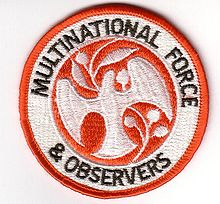 MULTINATIONAL FORCE
& OBSERVERS